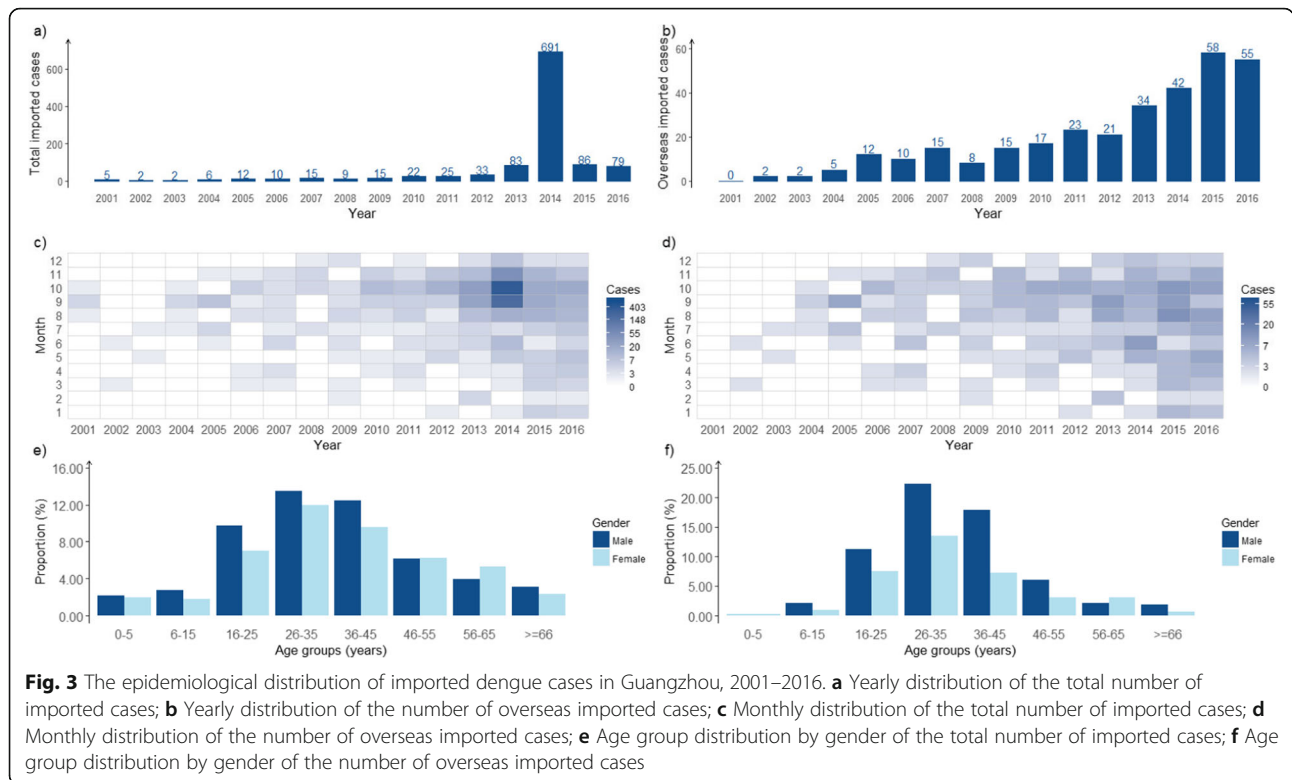 a)
Total imported cases
600
400
200
0
5 2 2 6 12 10 15 9 15 22 25 33 83 691 86 79
2001 2002 2003 2004 2005 2006 2007 2008 2009 2010 2011 2012 2013 2014 2015 2016
Year
b)
Overseas imported cases
60
40
20
0
0 2 2 5 12 10 15 8 15 17 23 21 34 42 58 55
2001 2002 2003 2004 2005 2006 2007 2008 2009 2010 2011 2012 2013 2014 2015 2016
Year
c)
Month
12
11
10
9
8
7
6
5
4
3
2
1
2001 2002 2003 2004 2005 2006 2007 2008 2009 2010 2011 2012 2013 2014 2015 2016
Year
Cases
403
148
55
20
7
3
0
d)
Month
12
11
10
9
8
7
6
5
4
3
2
1
2001 2002 2003 2004 2005 2006 2007 2008 2009 2010 2011 2012 2013 2014 2015 2016
Year
Cases
55
20
7
3
0
e)
Proportion (%)
16.00
12.00
8.00
4.00
0.00
0-5 6-15 16-25 26-35 36-45 46-55 56-65 >=66
Age groups (years)
Gender
Male
Female
f)
Proportion (%)
25.00
20.00
15.00
10.00
5.00
0.00
0-5 6-15 16-25 26-35 36-45 46-55 56-65 >=66
Age groups (years)
Gender
Male
Female
Fig. 3 The epidemiological distribution of imported dengue cases in Guangzhou, 2001–2016. a Yearly distribution of the total number of
imported cases; b Yearly distribution of the number of overseas imported cases; c Monthly distribution of the total number of imported cases; d
Monthly distribution of the number of overseas imported cases; e Age group distribution by gender of the total number of imported cases; f Age
group distribution by gender of the number of overseas imported cases